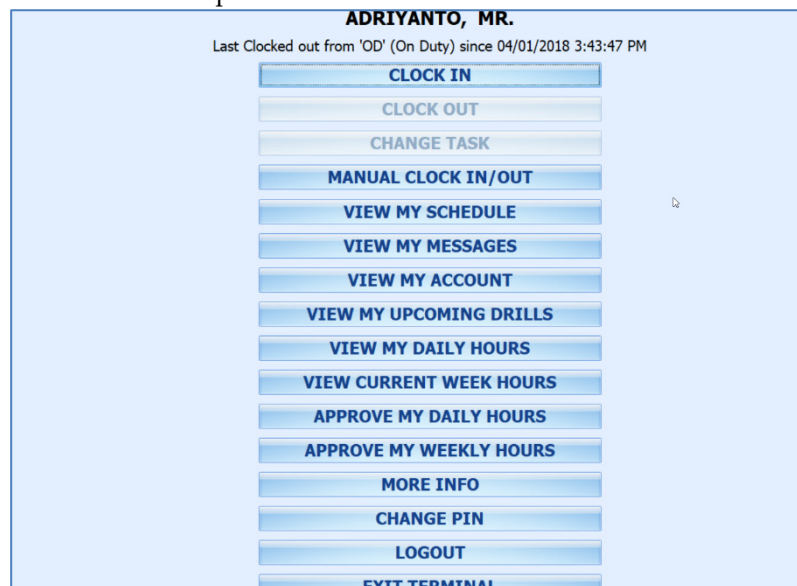 ADRIYANTO, MR.
Last Clocked out from 'OD' (On Duty) since 04/01/2018 3:43:47 PM
CLOCK IN
CLOCK OUT
CHANGE TASK
MANUAL CLOCK IN/OUT
VIEW MY SCHEDULE
VIEW MY MESSAGES
VIEW MY ACCOUNT
VIEW MY UPCOMING DRILLS
VIEW MY DAILY HOURS
VIEW CURRENT WEEK HOURS
APPROVE MY DAILY HOURS
APPROVE MY WEEKLY HOURS
MORE INFO
CHANGE PIN
LOGOUT
EXIT TERMINAL